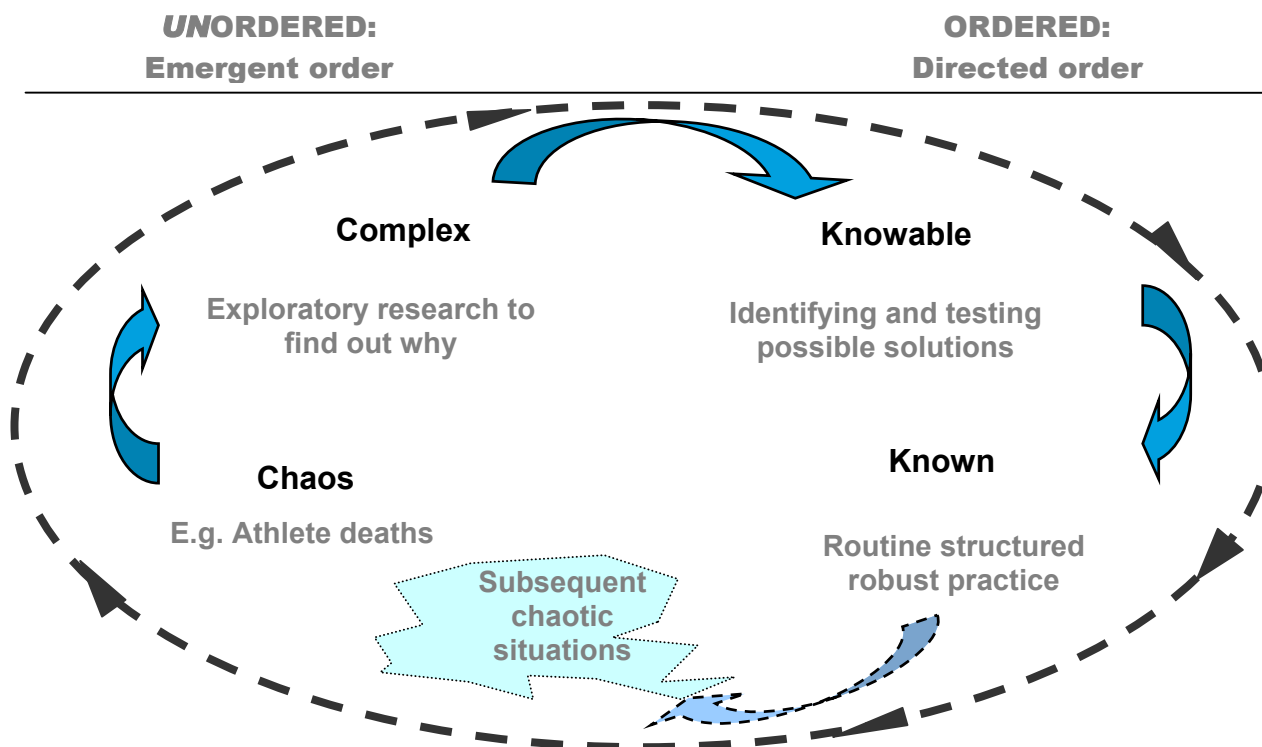 UNORDERED:
Emergent order
ORDERED:
Directed order
Complex
Exploratory research to
find out why
Knowable
Identifying and testing
possible solutions
Chaos
E.g. Athlete deaths
Known
Routine structured
robust practice
Subsequent
chaotic
situations